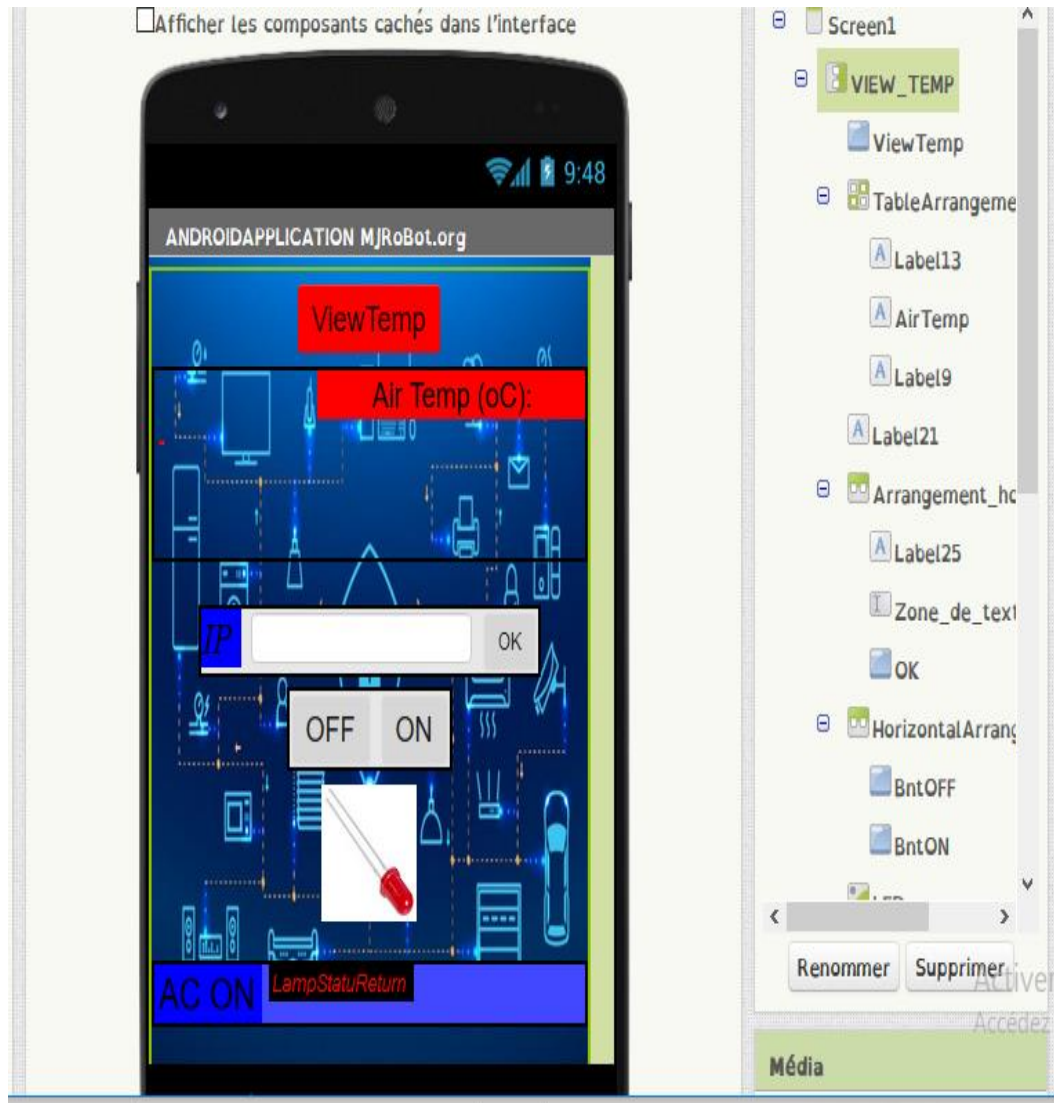 Afficher les composants cachés dans l'interface
9:48
ANDROIDAPPLICATION MJRoBot.org
ViewTemp
Air Temp (oC):
IP
OK
OFF ON
AC ON LampStatuReturn
Screen1
VIEW_TEMP
ViewTemp
TableArrangeme
Label13
AirTemp
Label9
Label21
Arrangement_ho
Label25
Zone_de_text
OK
HorizontalArrang
BntOFF
BntON
Renommer Supprimer
Activer
Accédez
Média